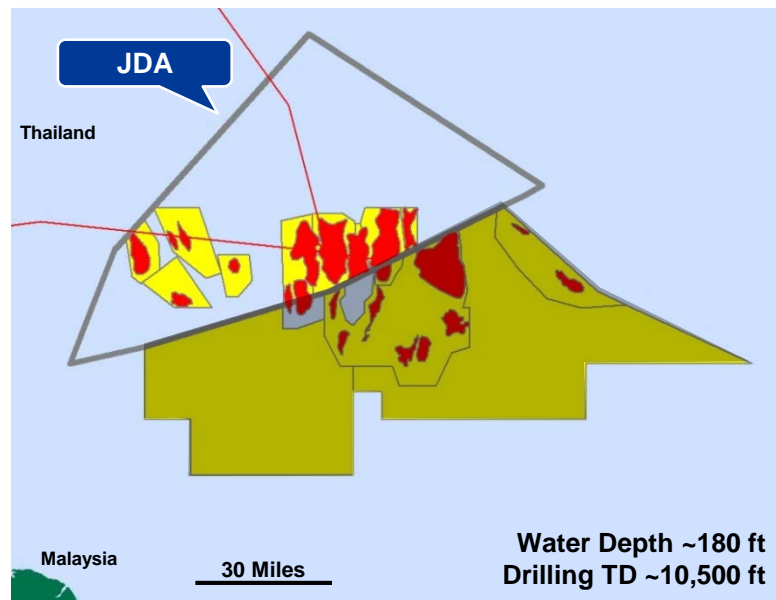 JDA
Thailand
Malaysia
30 Miles
Water Depth ~180 ft
Drilling TD ~10,500 ft